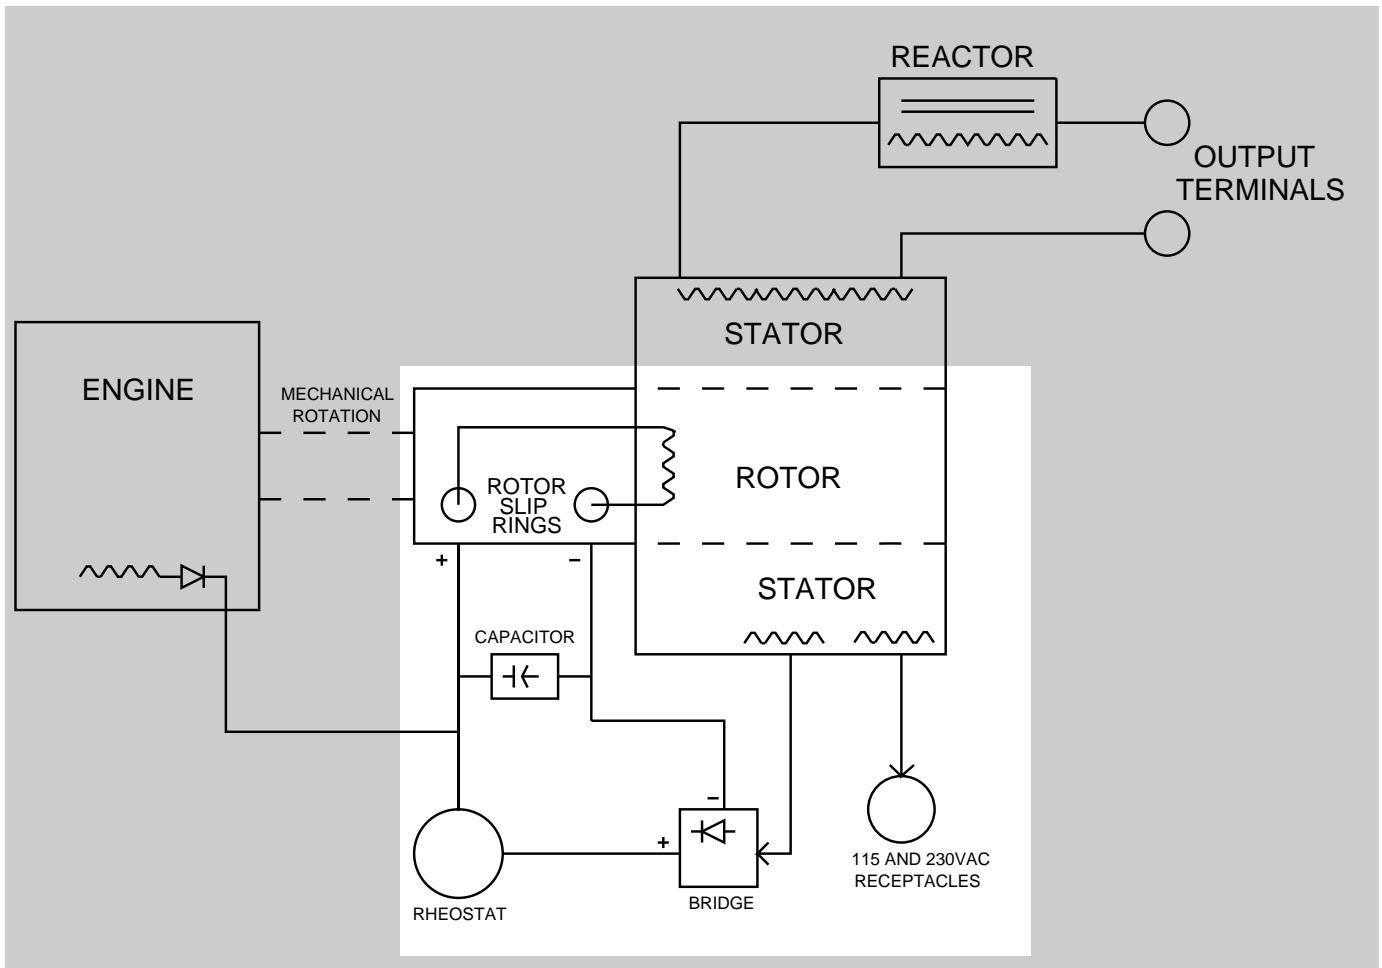 REACTOR
OUTPUT
TERMINALS
STATOR
ENGINE
MECHANICAL
ROTATION
ROTOR
ROTOR
SLIP
RINGS
+
–
STATOR
CAPACITOR
–
+
115 AND 230VAC
RECEPTACLES
BRIDGE
RHEOSTAT